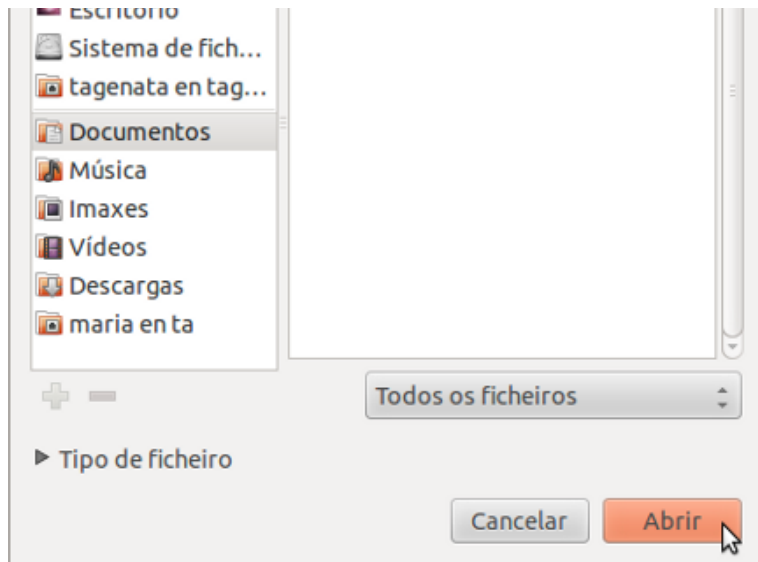 Escritorio
Sistema de fich...
tagenata en tag...
Documentos
Música
Imaxes
Vídeos
Descargas
maria en ta
Todos os ficheiros
Tipo de ficheiro
Cancelar
Abrir